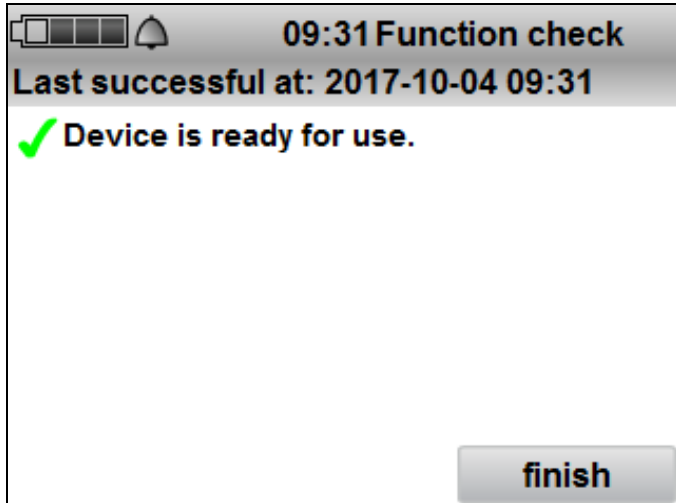 09:31 Function check
Last successful at: 2017-10-04 09:31
Device is ready for use.
finish